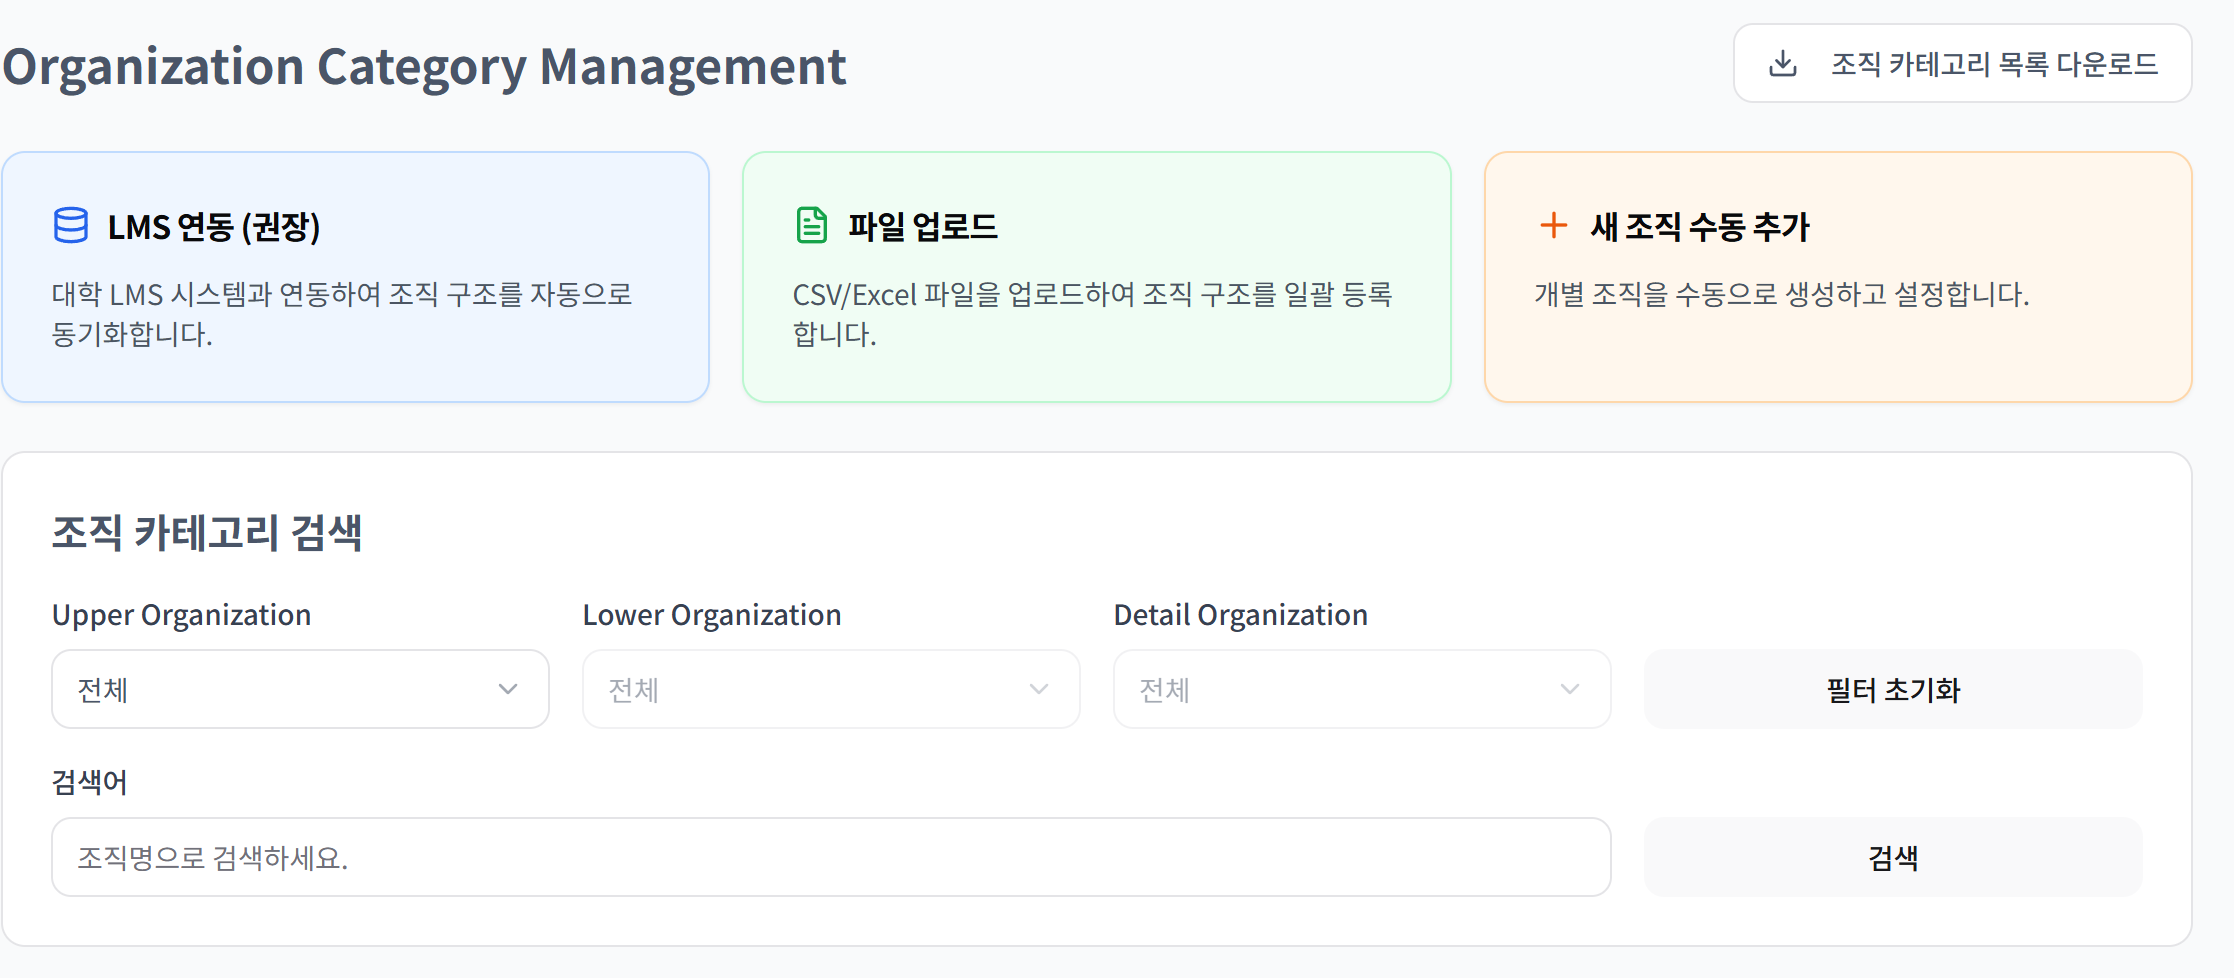 Organization Category Management
조직 카테고리 목록 다운로드
LMS 연동 (권장)
대학 LMS 시스템과 연동하여 조직 구조를 자동으로
동기화합니다.
파일 업로드
CSV/Excel 파일을 업로드하여 조직 구조를 일괄 등록
합니다.
새 조직 수동 추가
개별 조직을 수동으로 생성하고 설정합니다.
조직 카테고리 검색
Upper Organization
Lower Organization
Detail Organization
전체
전체
전체
필터 초기화
검색어
조직명으로 검색하세요.
검색